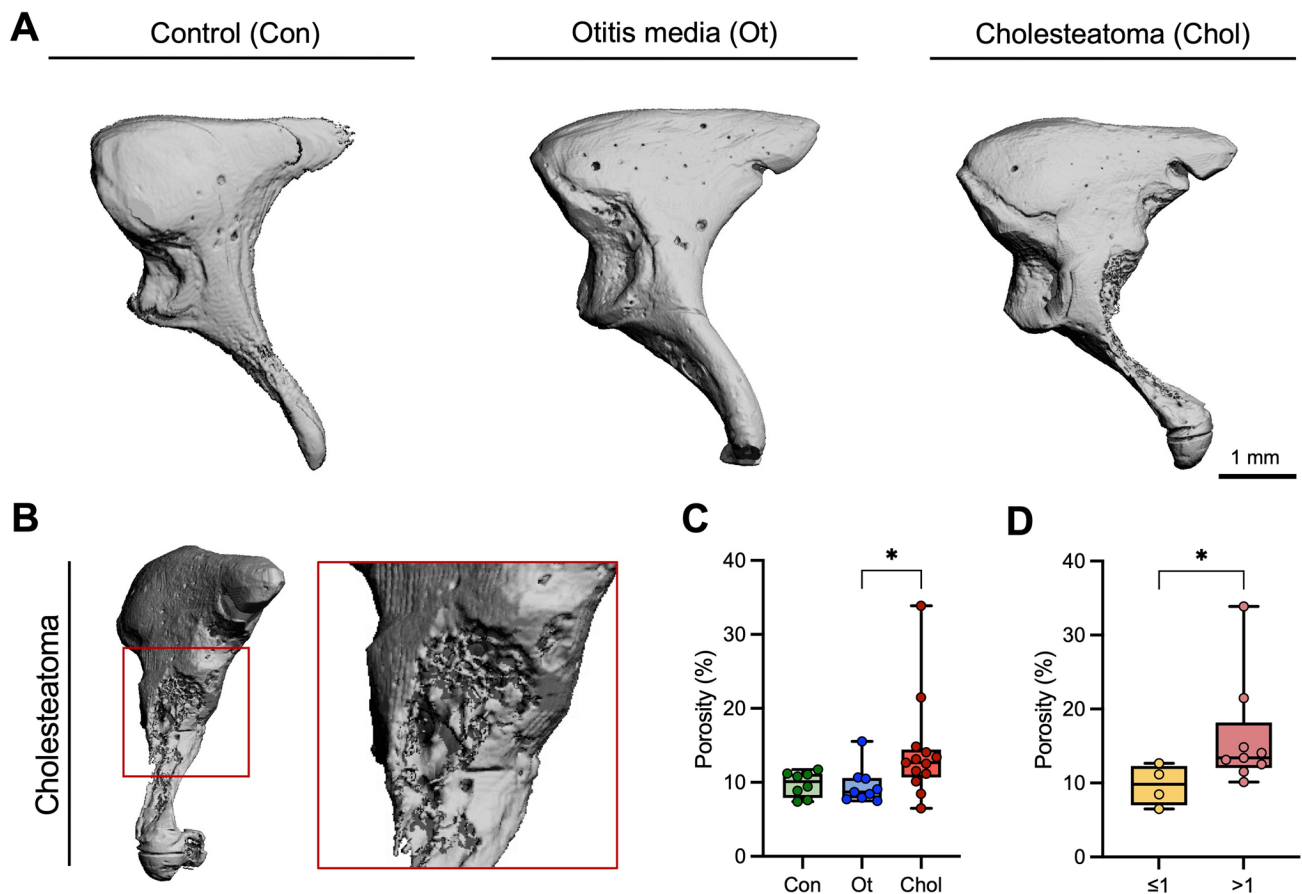 A
Control (Con)
Otitis media (Ot)
Cholesteatoma (Chol)
1 mm
B
Cholesteatoma
C
Porosity (%)
40
30
20
10
0
*
Con
Ot
Chol
D
Porosity (%)
40
30
20
10
0
*
≤1
>1